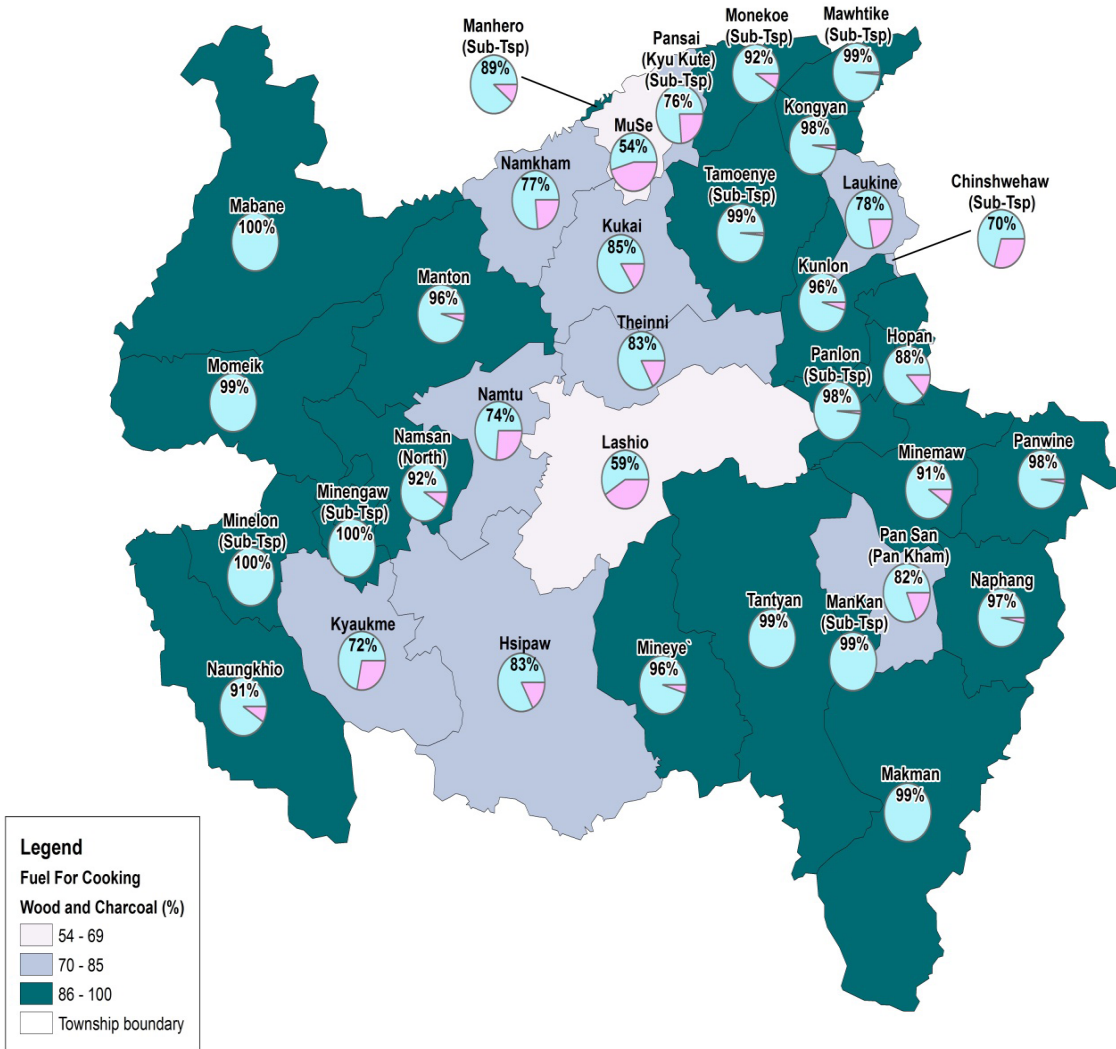 Manhero
(Sub-Tsp)
89%
Pansai
(Kyu Kute)
(Sub-Tsp)
76%
Monekoe
(Sub-Tsp)
92%
Mawhtike
(Sub-Tsp)
99%
Kongyan
98%
MuSe
54%
Namkham
77%
Tamoenye
(Sub-Tsp)
99%
Laukine
78%
Chinshwehaw
(Sub-Tsp)
70%
Mabane
100%
Kukai
85%
Manton
96%
Kunlon
96%
Theinni
83%
Hopan
88%
Panlon
(Sub-Tsp)
98%
Momeik
99%
Namtu
74%
Namsan
(North)
92%
Lashio
59%
Minemaw
91%
Panwine
98%
Minengaw
(Sub-Tsp)
100%
Minelon
(Sub-Tsp)
100%
Pan San
(Pan Kham)
82%
Naphang
97%
Tantyan
99%
ManKan
(Sub-Tsp)
99%
Kyaukme
72%
Hsipaw
83%
Mineye`
96%
Naungkhio
91%
Makman
99%
Legend
Fuel For Cooking
Wood and Charcoal (%)
54 - 69
70 - 85
86 - 100
Township boundary